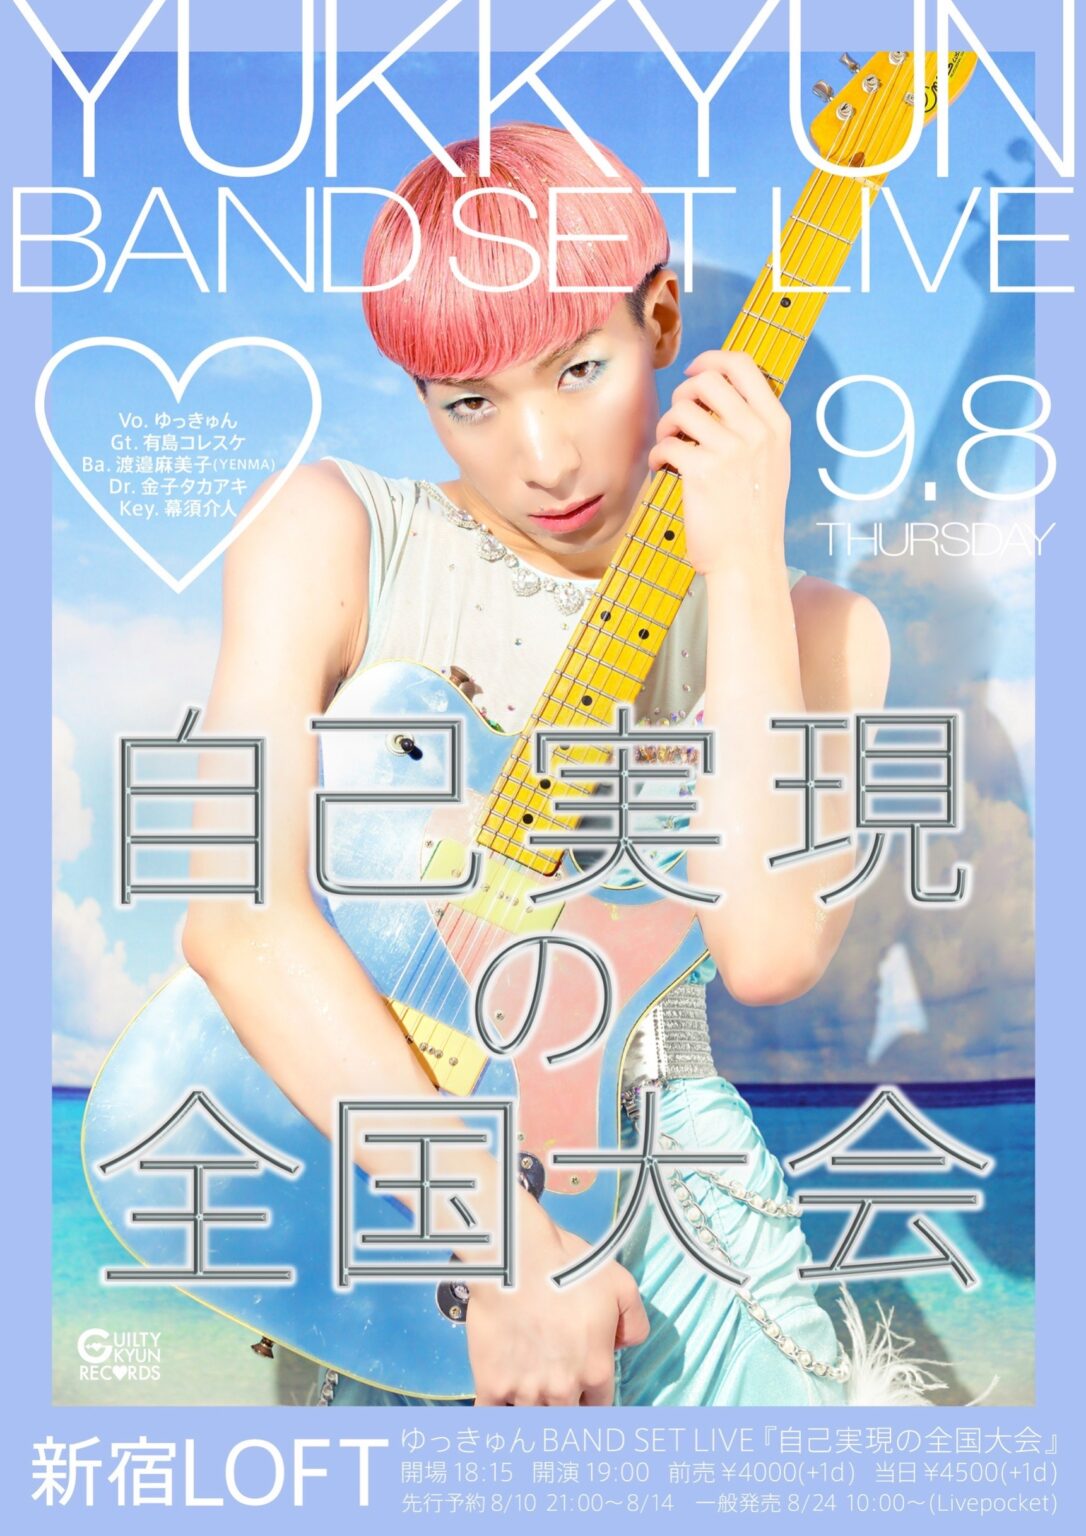 YUKKYUN
BAND SET LIVE
Vo. ゆっきゅん
Gt. 有島コレスケ
Ba. 渡邉麻美子(YENMA)
Dr. 金子タカアキ
Key. 幕須介人
9.8
THURSDAY
自己実現
の
全国大会
GUILTY
KYUN
RECORDS
新宿LOFT
ゆっきゅん BAND SET LIVE『自己実現の全国大会』
開場 18:15 開演 19:00 前売 ¥4000(+1d) 当日 ¥4500(+1d)
先行予約 8/10 21:00〜8/14 一般発売 8/24 10:00〜(Livepocket)